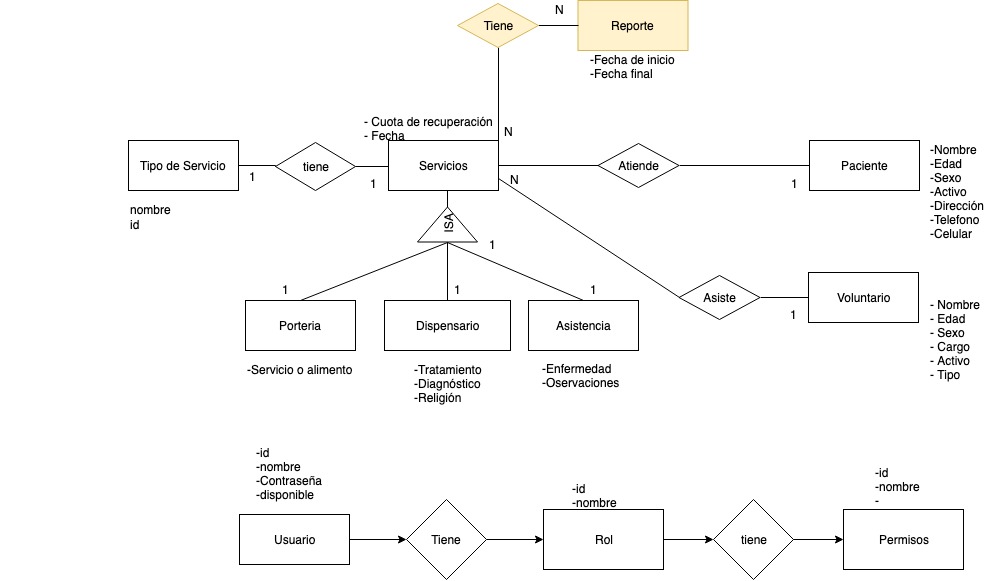 Tiene
N
Reporte
-Fecha de inicio
-Fecha final
- Cuota de recuperación
- Fecha
N
Tipo de Servicio
1
tiene
1
Servicios
N
Atiende
1
Paciente
-Nombre
-Edad
-Sexo
-Activo
-Dirección
-Telefono
-Celular
nombre
id
ISA
1
1
1
1
Asiste
1
Voluntario
- Nombre
- Edad
- Sexo
- Cargo
- Activo
- Tipo
Porteria
Dispensario
Asistencia
-Servicio o alimento
-Tratamiento
-Diagnóstico
-Religión
-Enfermedad
-Oservaciones
-id
-nombre
-Contraseña
-disponible
-id
-nombre
-id
-nombre
-
Usuario
Tiene
Rol
tiene
Permisos